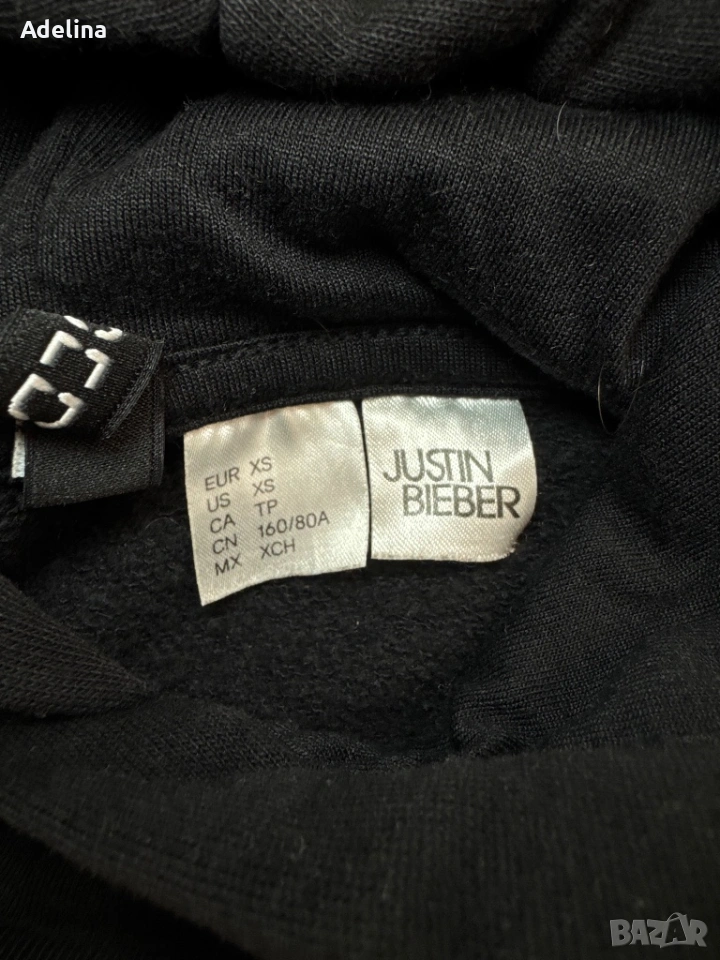 Adelina
EUR XS
US XS
CA TP
CN 160/80A
MX XCH
JUSTIN
BIEBER
BAZAR